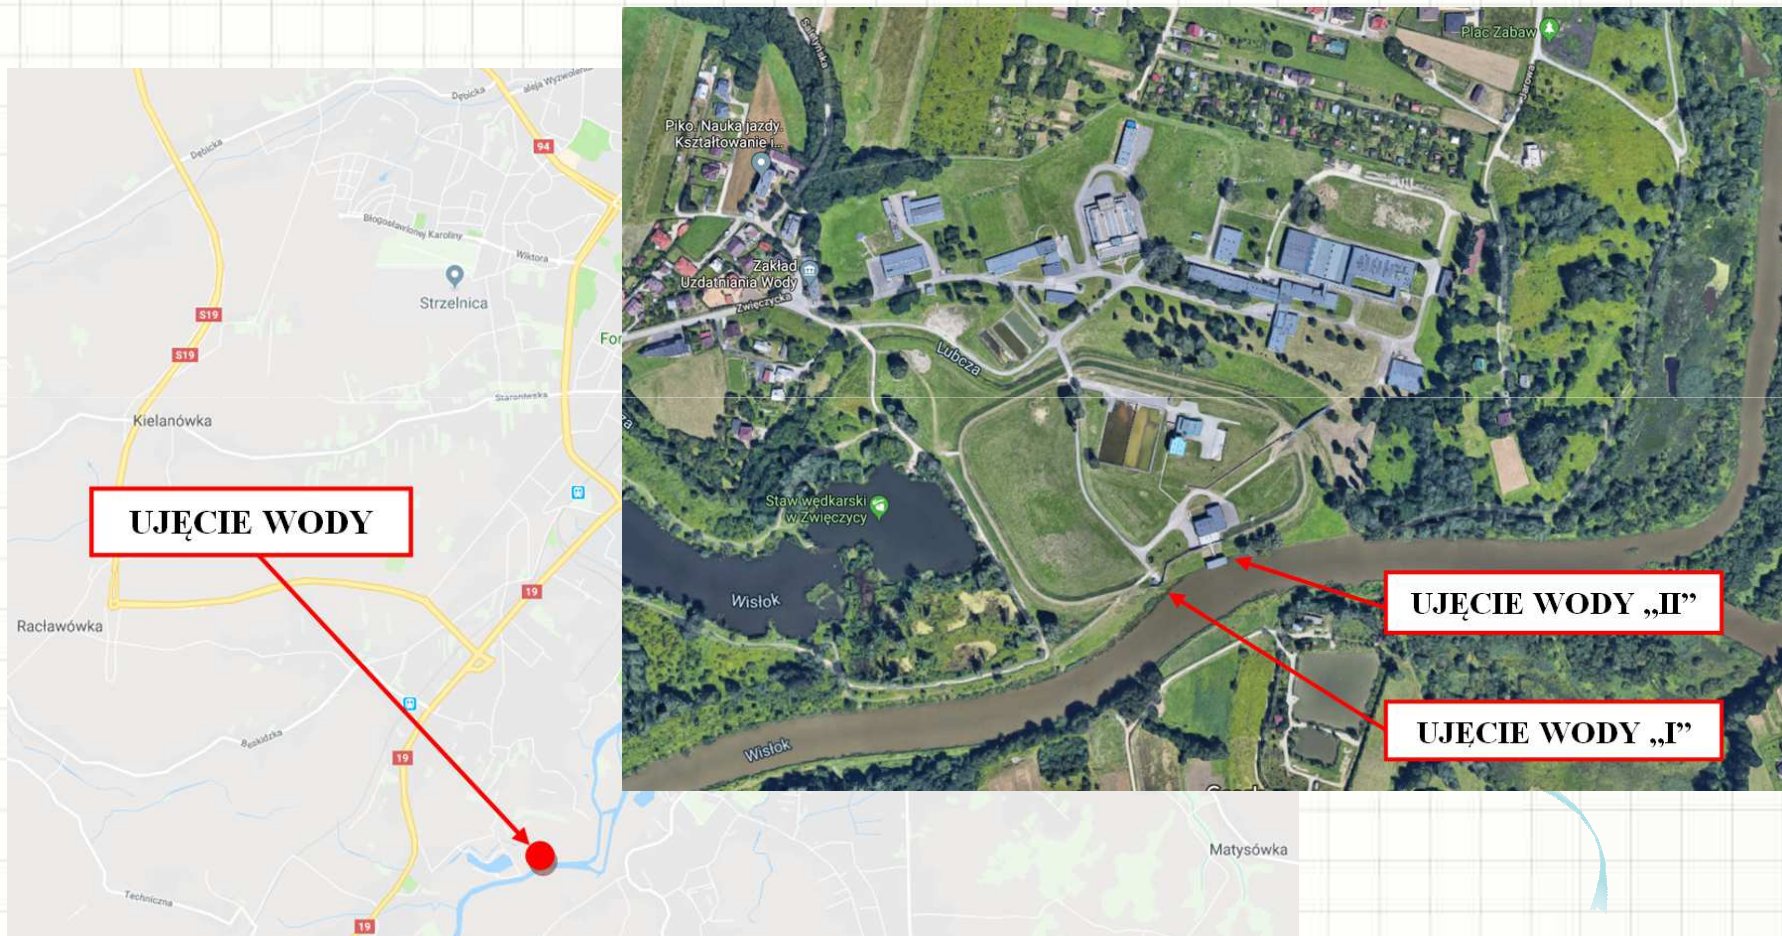 Dębicka
aleja Wyzwolenia
Dębicka
94
Błogosławionej Karoliny
Wiktora
Strzelnica
S19
S19
Staroniwska
Kielanówka
UJĘCIE WODY
19
Racławówka
Beskidzka
19
Techniczna
19
Matysówka
Plac Zabaw
Jarowa
Piko. Nauka jazdy.
Kształtowanie i...
Zakład
Uzdatniania Wody
Zwięczycka
Lubcza
Staw wędkarski
w Zwięczycy
Wisłok
Wisłok
UJĘCIE WODY „II”
UJĘCIE WODY „I”